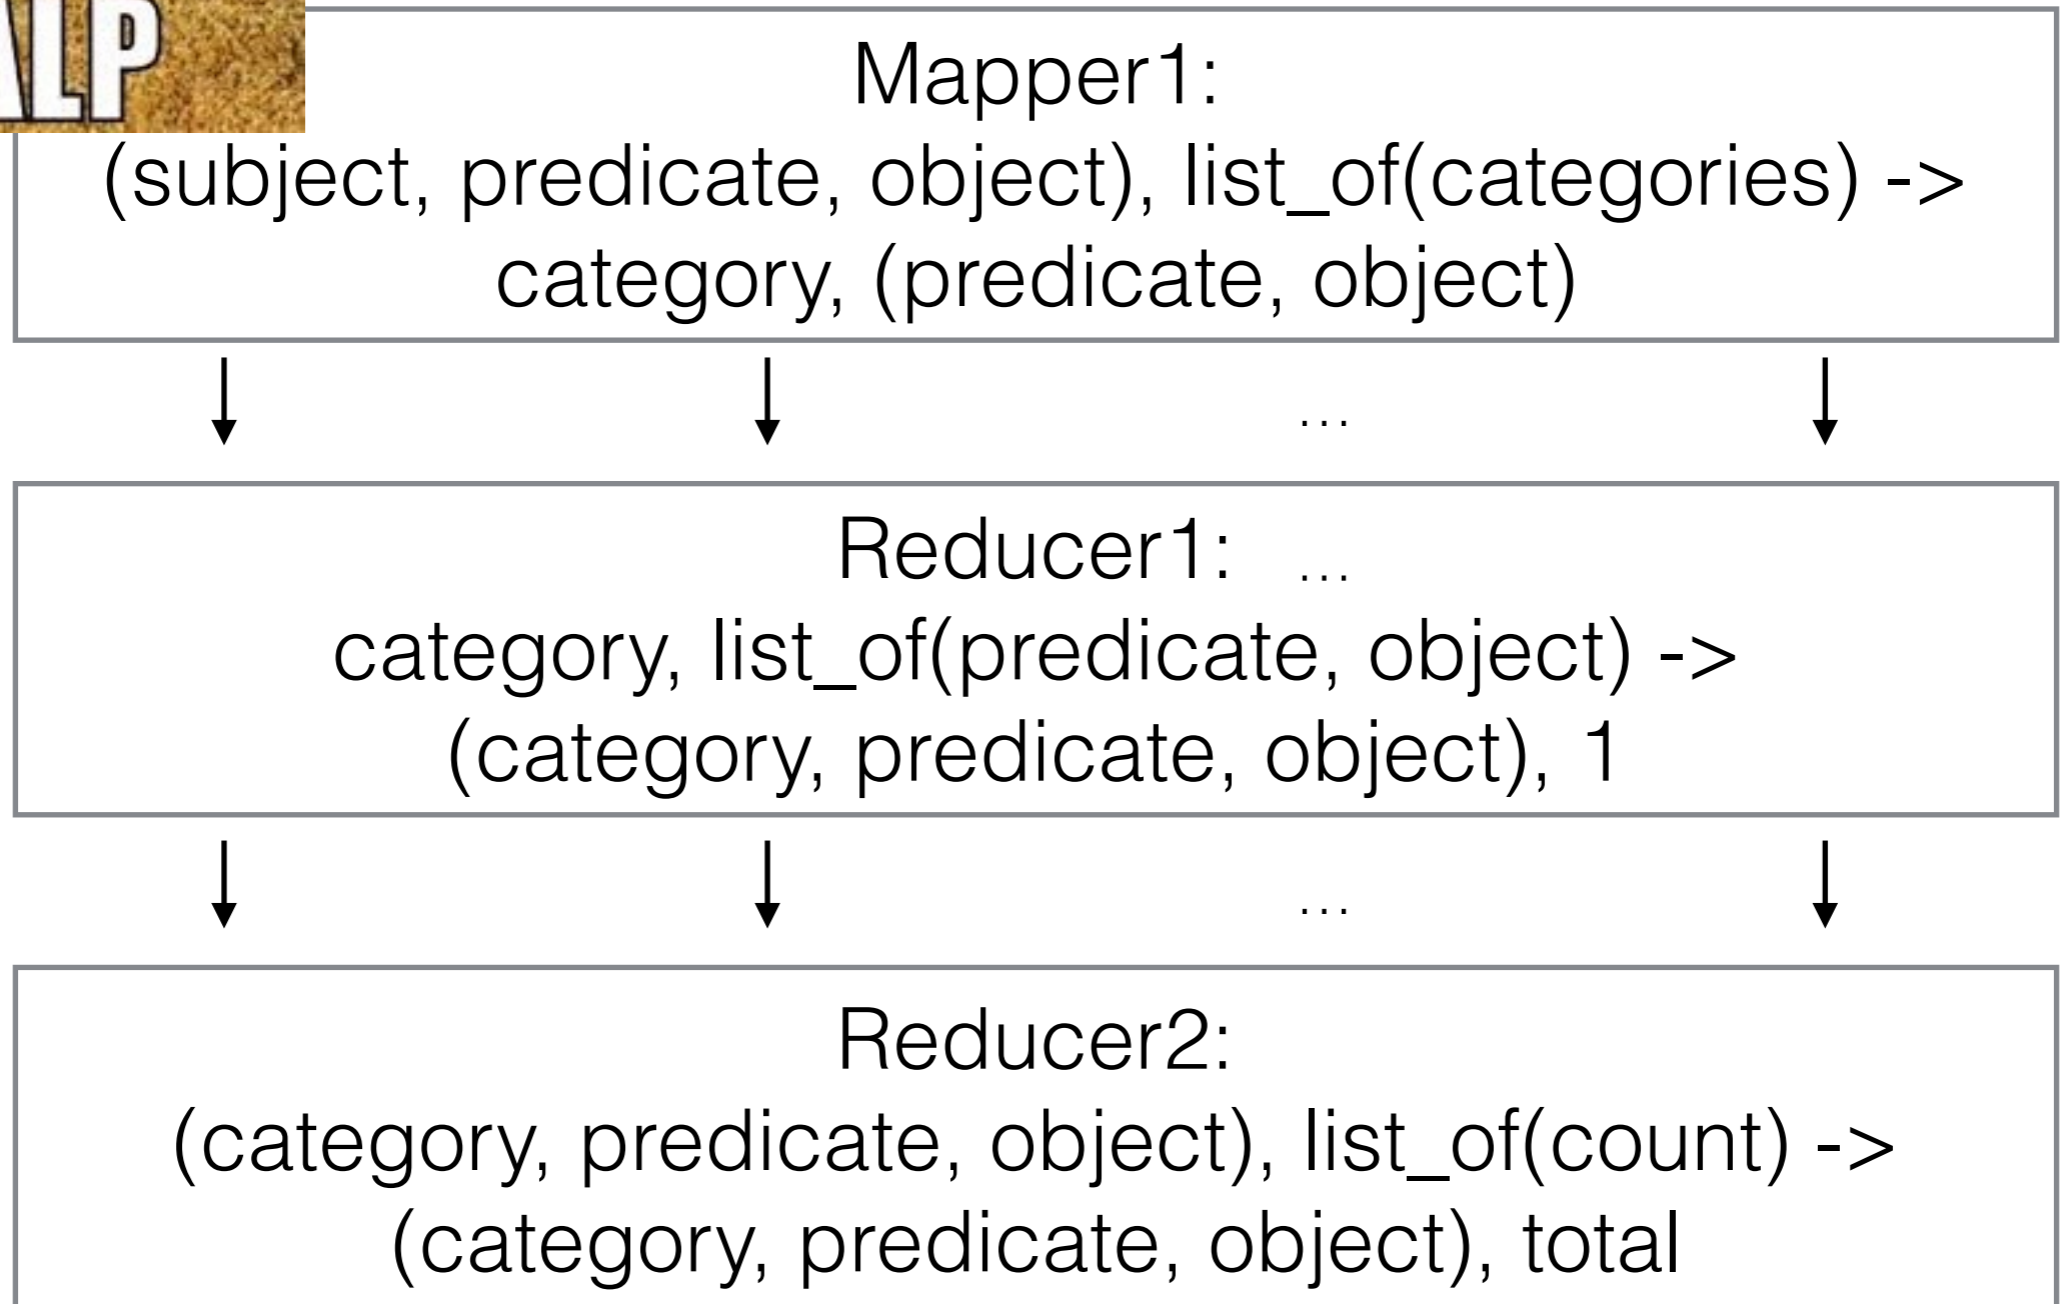 ALP
Mapper1:
(subject, predicate, object), list_of(categories) ->
category, (predicate, object)
...
Reducer1: ...
category, list_of(predicate, object) ->
(category, predicate, object), 1
...
Reducer2:
(category, predicate, object), list_of(count) ->
(category, predicate, object), total